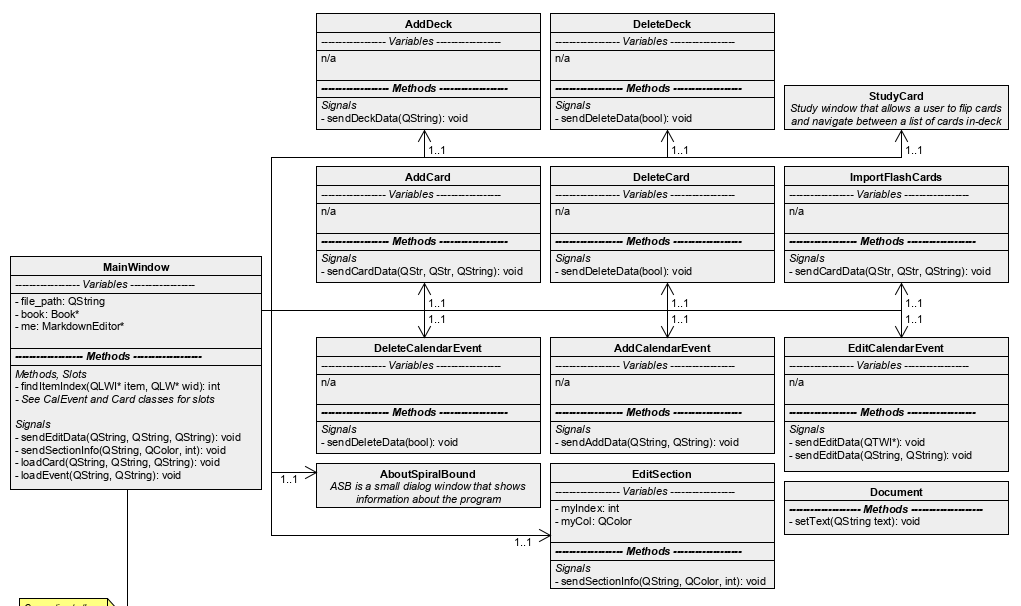 AddDeck
------------------ Variables ------------------
n/a
------------------ Methods ------------------
Signals
- sendDeckData(QString): void
DeleteDeck
------------------ Variables ------------------
n/a
------------------ Methods ------------------
Signals
- sendDeleteData(bool): void
StudyCard
Study window that allows a user to flip cards
and navigate between a list of cards in-deck
1..1
1..1
1..1
AddCard
------------------ Variables ------------------
n/a
------------------ Methods ------------------
Signals
- sendCardData(QStr, QStr, QString): void
DeleteCard
------------------ Variables ------------------
n/a
------------------ Methods ------------------
Signals
- sendDeleteData(bool): void
ImportFlashCards
------------------ Variables ------------------
n/a
------------------ Methods ------------------
Signals
- sendCardData(QStr, QStr, QString): void
MainWindow
------------------ Variables ------------------
- file_path: QString
- book: Book*
- me: MarkdownEditor*
------------------ Methods ------------------
Methods, Slots
- findItemIndex(QLWI* item, QLW* wid): int
- See CalEvent and Card classes for slots
Signals
- sendEditData(QString, QString, QString): void
- sendSectionInfo(QString, QColor, int): void
- loadCard(QString, QString, QString): void
- loadEvent(QString, QString): void
1..1
1..1
1..1
1..1
1..1
1..1
DeleteCalendarEvent
------------------ Variables ------------------
n/a
------------------ Methods ------------------
Signals
- sendDeleteData(bool): void
AddCalendarEvent
------------------ Variables ------------------
n/a
------------------ Methods ------------------
Signals
- sendAddData(QString, QString): void
EditCalendarEvent
------------------ Variables ------------------
n/a
------------------ Methods ------------------
Signals
- sendEditData(QTWI*): void
- sendEditData(QString, QString): void
1..1
AboutSpiralBound
ASB is a small dialog window that shows
information about the program
1..1
EditSection
------------------ Variables ------------------
- myIndex: int
- myCol: QColor
------------------ Methods ------------------
Signals
- sendSectionInfo(QString, QColor, int): void
Document
------------------ Methods ------------------
- setText(QString text): void